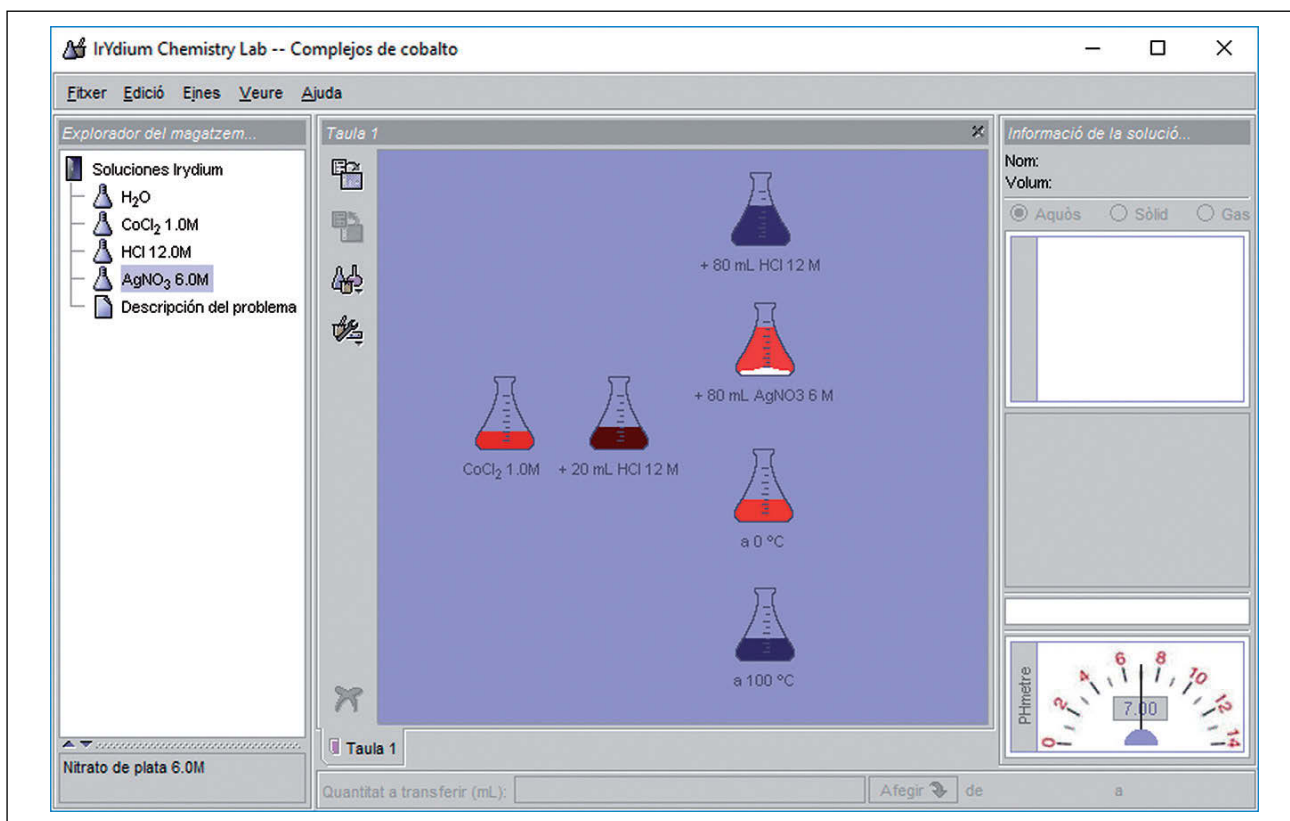 IrYdium Chemistry Lab -- Complejos de cobalto
Fitxer Edició Eines Veure Ajuda
Explorador del magatzem...
Soluciones Irydium
H₂O
CoCl₂ 1.0M
HCl 12.0M
AgNO₃ 6.0M
Descripción del problema
Nitrato de plata 6.0M
Taula 1
+ 80 mL HCl 12 M
+ 80 mL AgNO3 6 M
CoCl₂ 1.0M + 20 mL HCl 12 M
a 0 ºC
a 100 ºC
Taula 1
Quantitat a transferir (mL): Afegir de a
Informació de la solució...
Nom:
Volum:
Aquòs Sòlid Gas
PHmetre
0 2 4 6 8 10 12 14
7.00